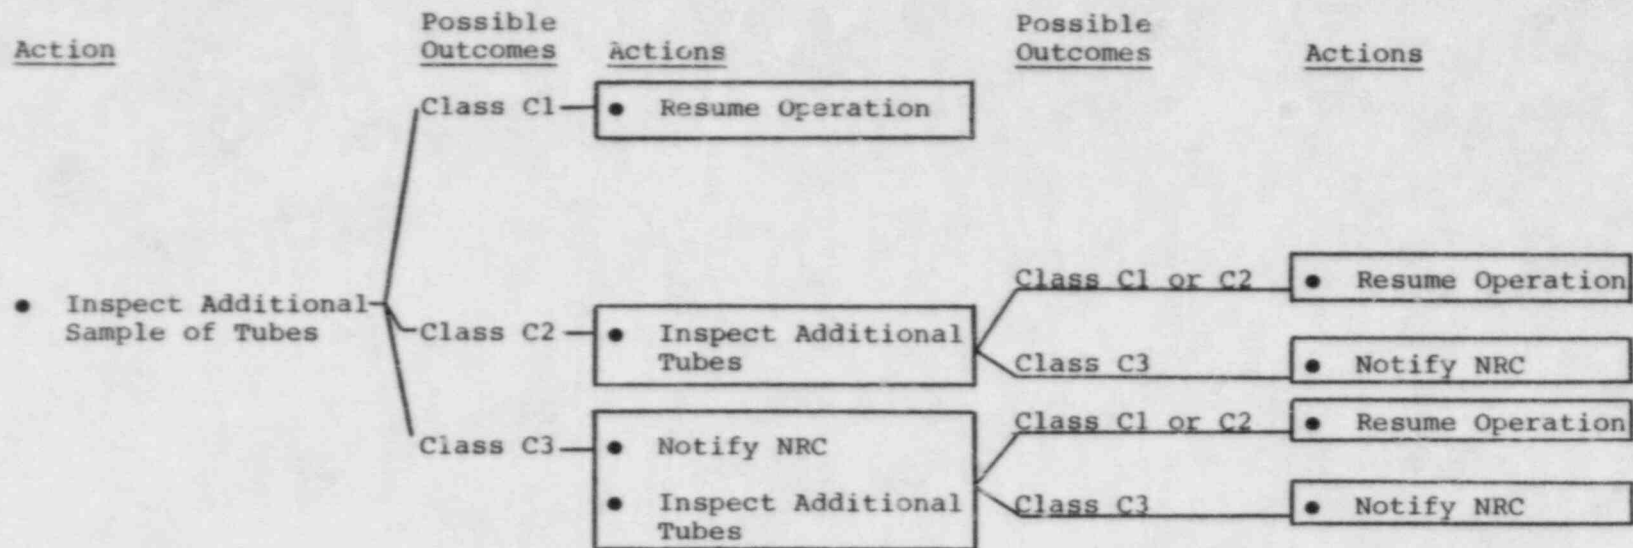 Action
Possible
Outcomes
Actions
Possible
Outcomes
Actions
Class C1
• Resume Operation
• Inspect Additional
Sample of Tubes
Class C2
• Inspect Additional
Tubes
Class C1 or C2
• Resume Operation
Class C3
• Notify NRC
Class C3
• Notify NRC
• Inspect Additional
Tubes
Class C1 or C2
• Resume Operation
Class C3
• Notify NRC